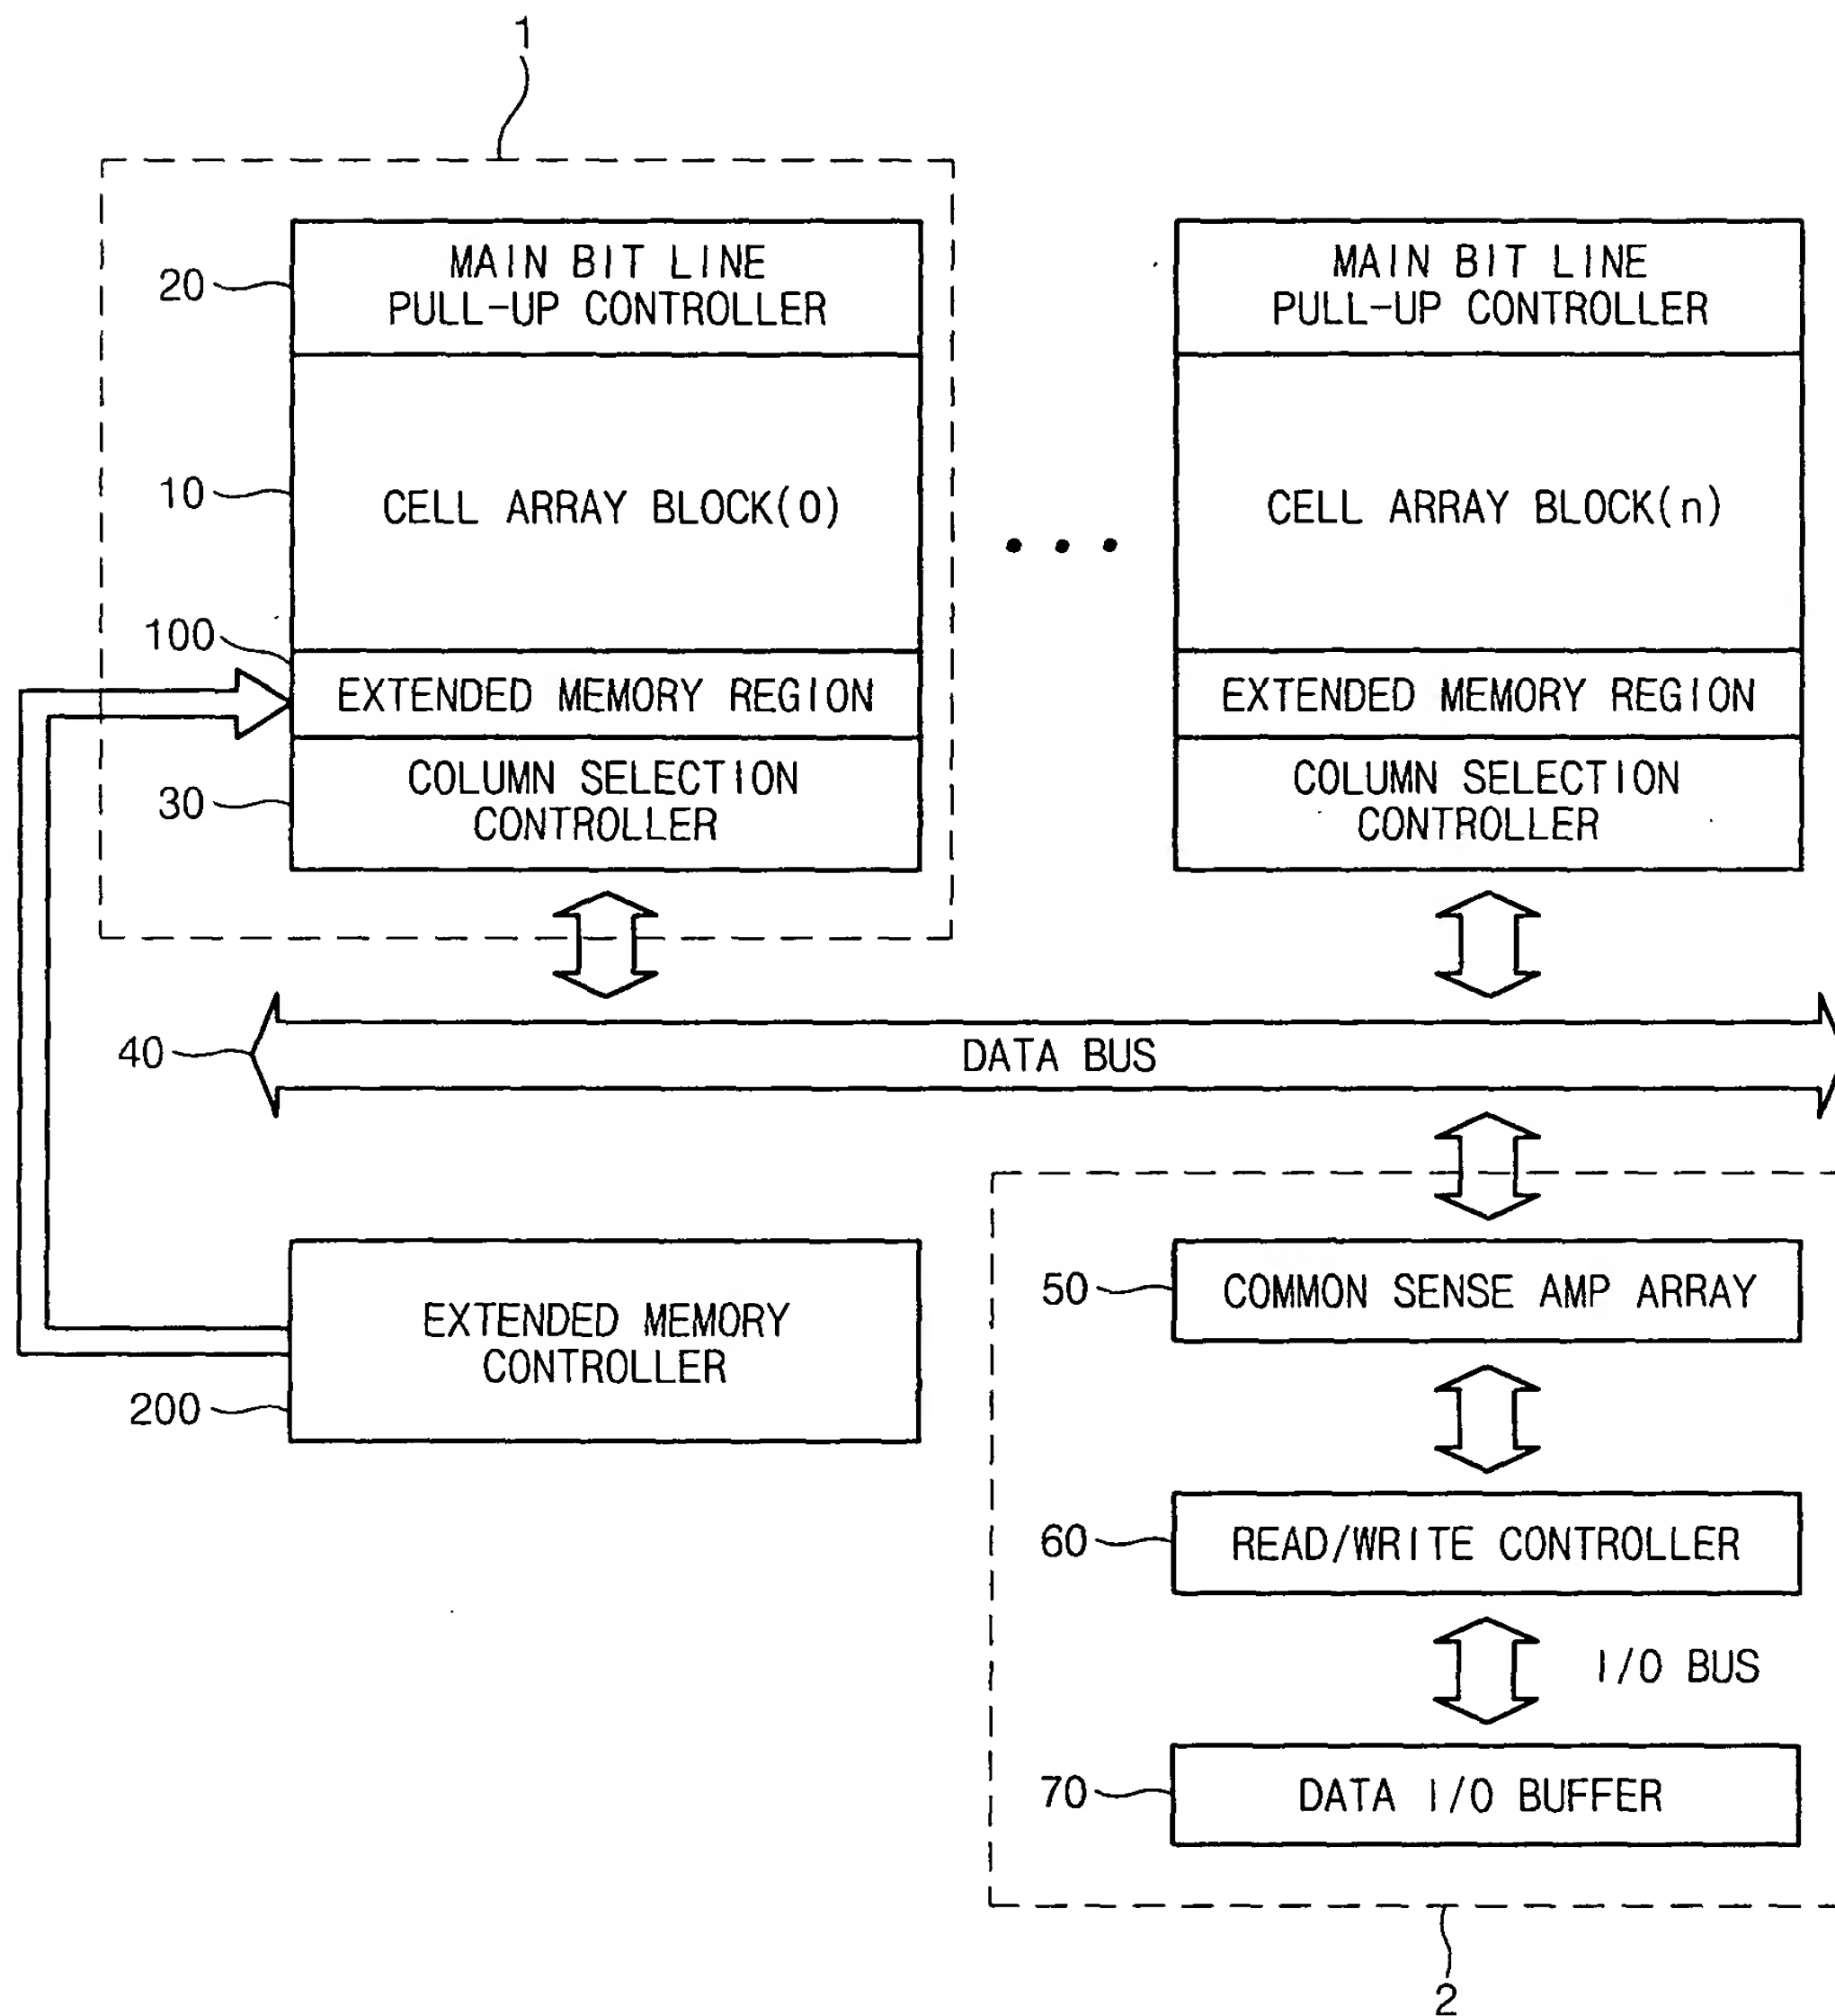 1
20
MAIN BIT LINE
PULL-UP CONTROLLER
MAIN BIT LINE
PULL-UP CONTROLLER
10
CELL ARRAY BLOCK(0)
CELL ARRAY BLOCK(n)
100
EXTENDED MEMORY REGION
EXTENDED MEMORY REGION
30
COLUMN SELECTION
CONTROLLER
COLUMN SELECTION
CONTROLLER
40
DATA BUS
EXTENDED MEMORY
CONTROLLER
200
50
COMMON SENSE AMP ARRAY
60
READ/WRITE CONTROLLER
I/O BUS
70
DATA I/O BUFFER
2